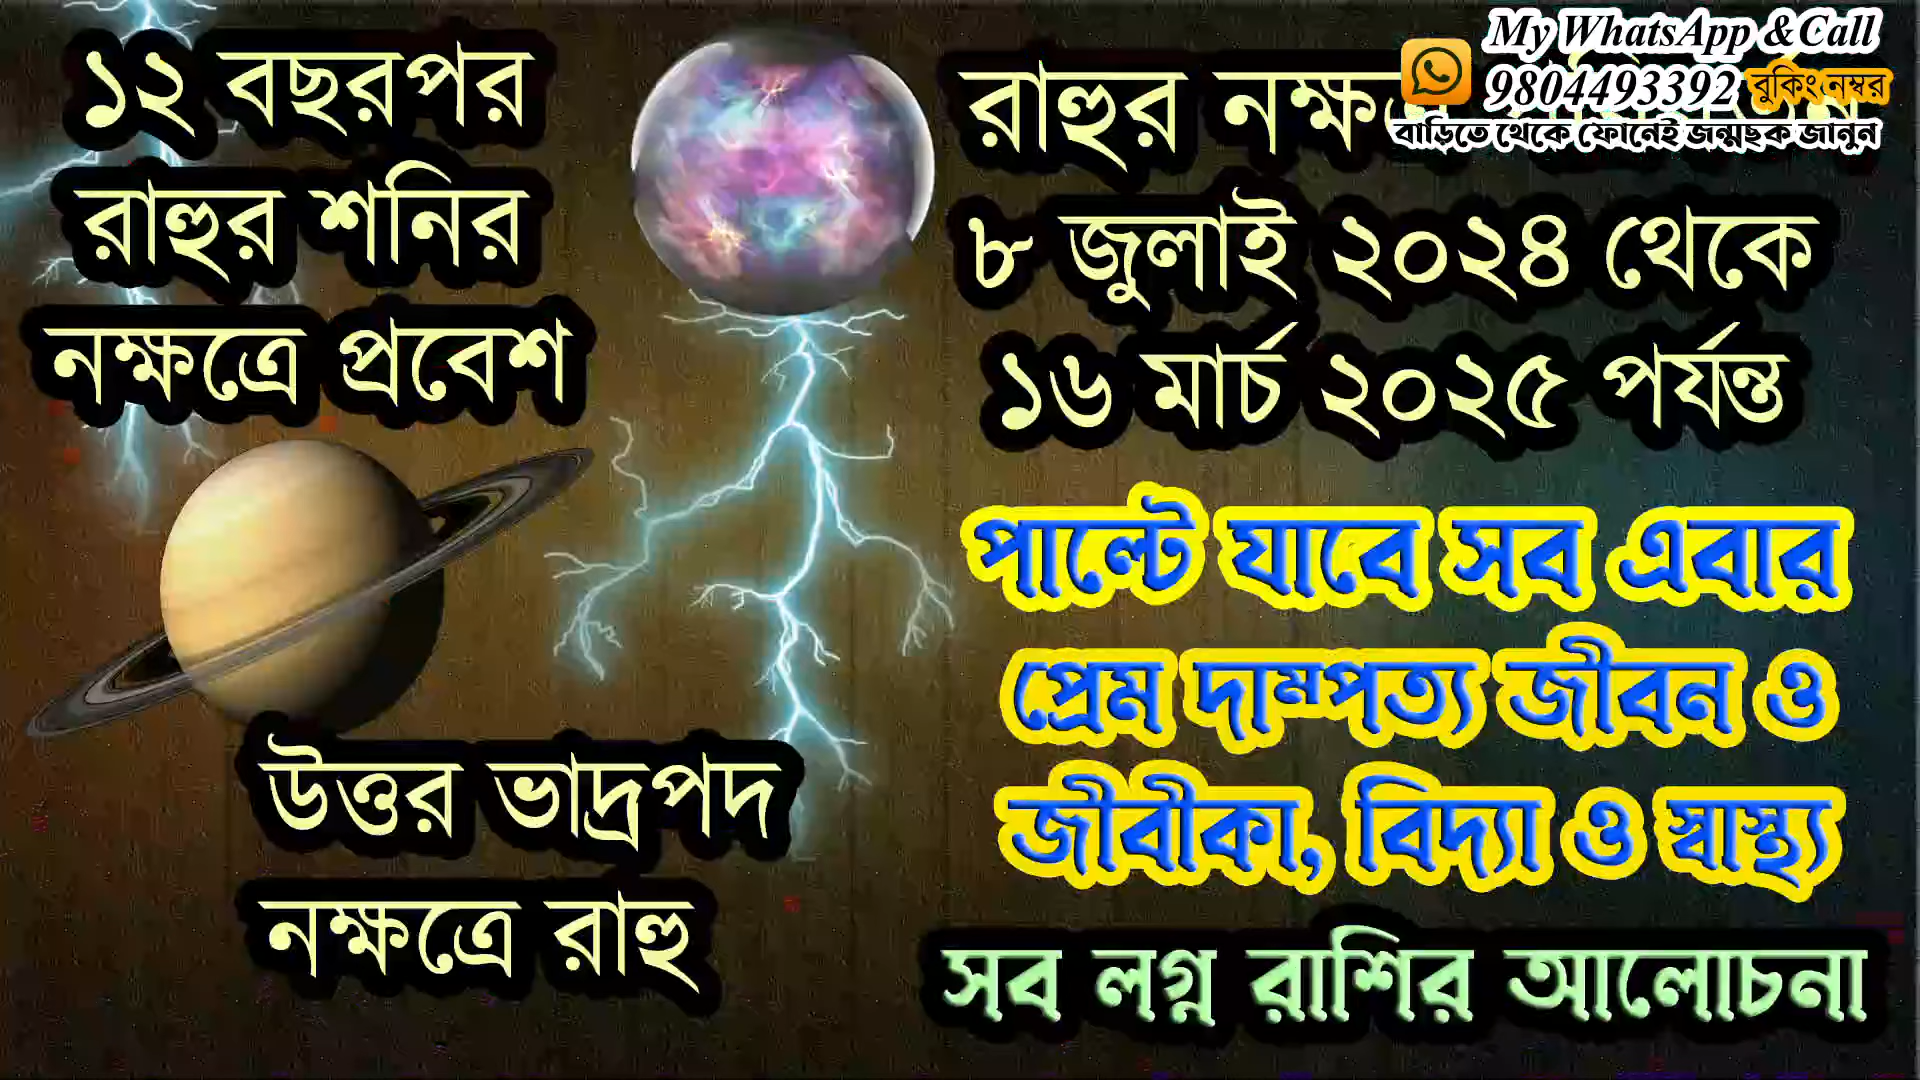 ১২ বছরপর
রাহুর শনির
নক্ষত্রে প্রবেশ
উত্তর ভাদ্রপদ
নক্ষত্রে রাহু
My WhatsApp & Call
9804493392 বুকিং নম্বর
বাড়িতে থেকে ফোনেই জন্মছক জানুন
রাহুর
৮ জুলাই ২০২৪ থেকে
১৬ মার্চ ২০২৫ পর্যন্ত
পাল্টে যাবে সব এবার
প্রেম দাম্পত্য জীবন ও
জীবীকা, বিদ্যা ও স্বাস্থ্য
সব লগ্ন রাশির আলোচনা